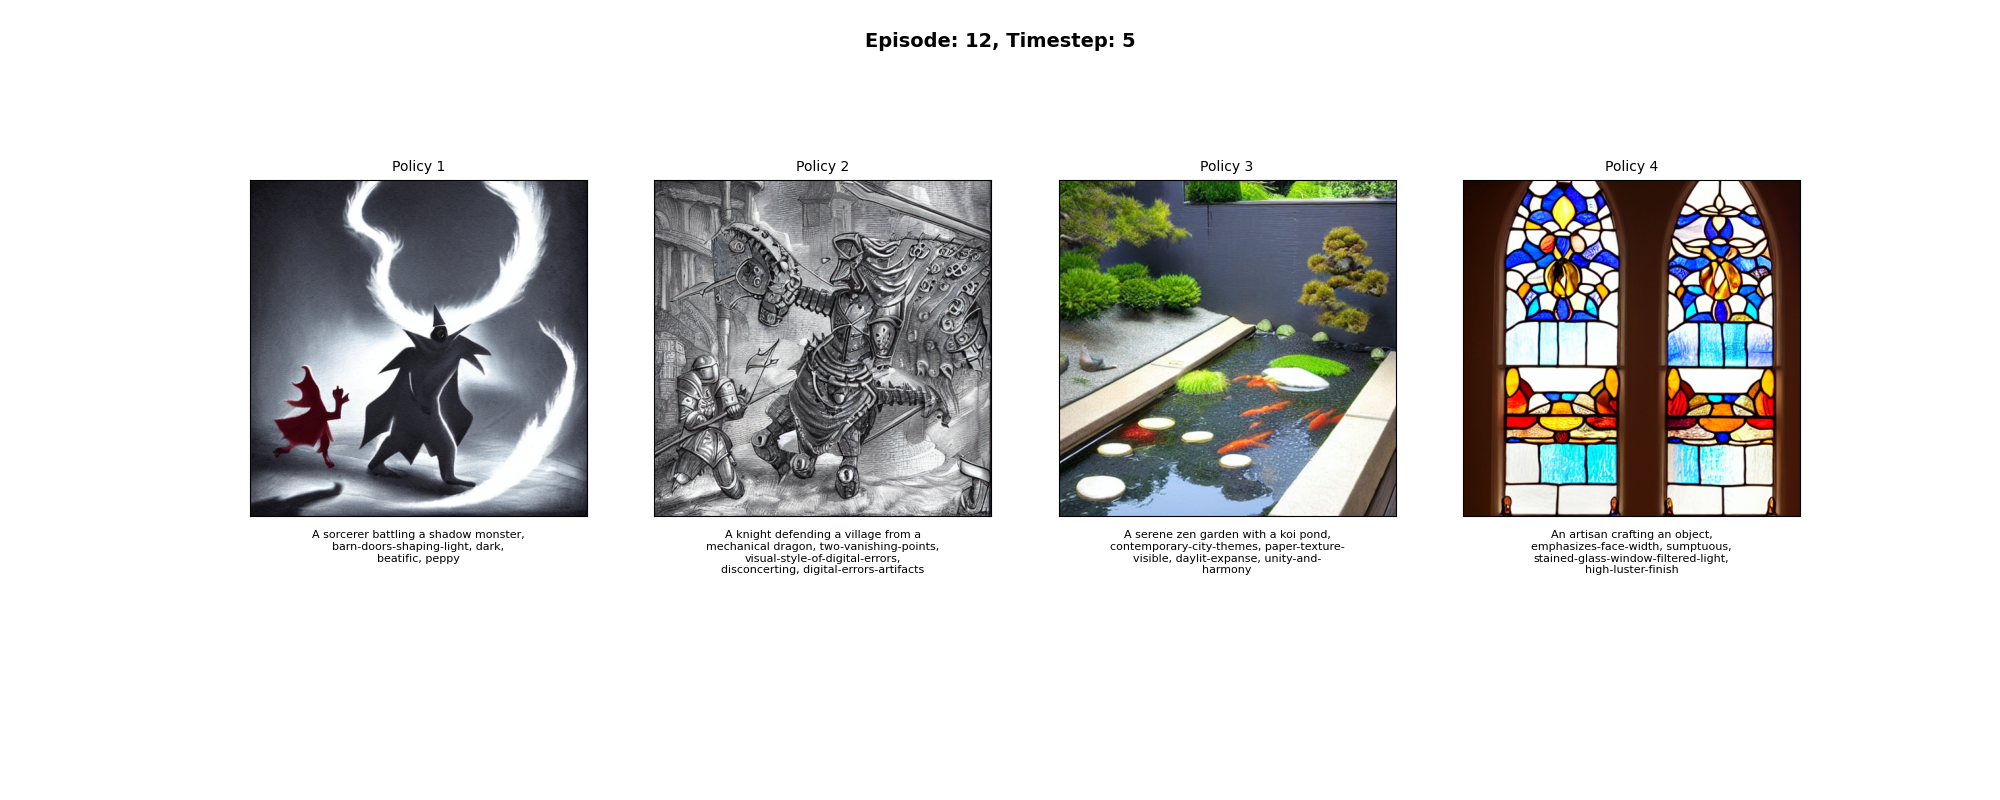 Episode: 12, Timestep: 5
Policy 1
A sorcerer battling a shadow monster,
barn-doors-shaping-light, dark,
beatific, peppy
Policy 2
A knight defending a village from a
mechanical dragon, two-vanishing-points,
visual-style-of-digital-errors,
disconcerting, digital-errors-artifacts
Policy 3
A serene zen garden with a koi pond,
contemporary-city-themes, paper-texture-
visible, daylit-expanse, unity-and-
harmony
Policy 4
An artisan crafting an object,
emphasizes-face-width, sumptuous,
stained-glass-window-filtered-light,
high-luster-finish